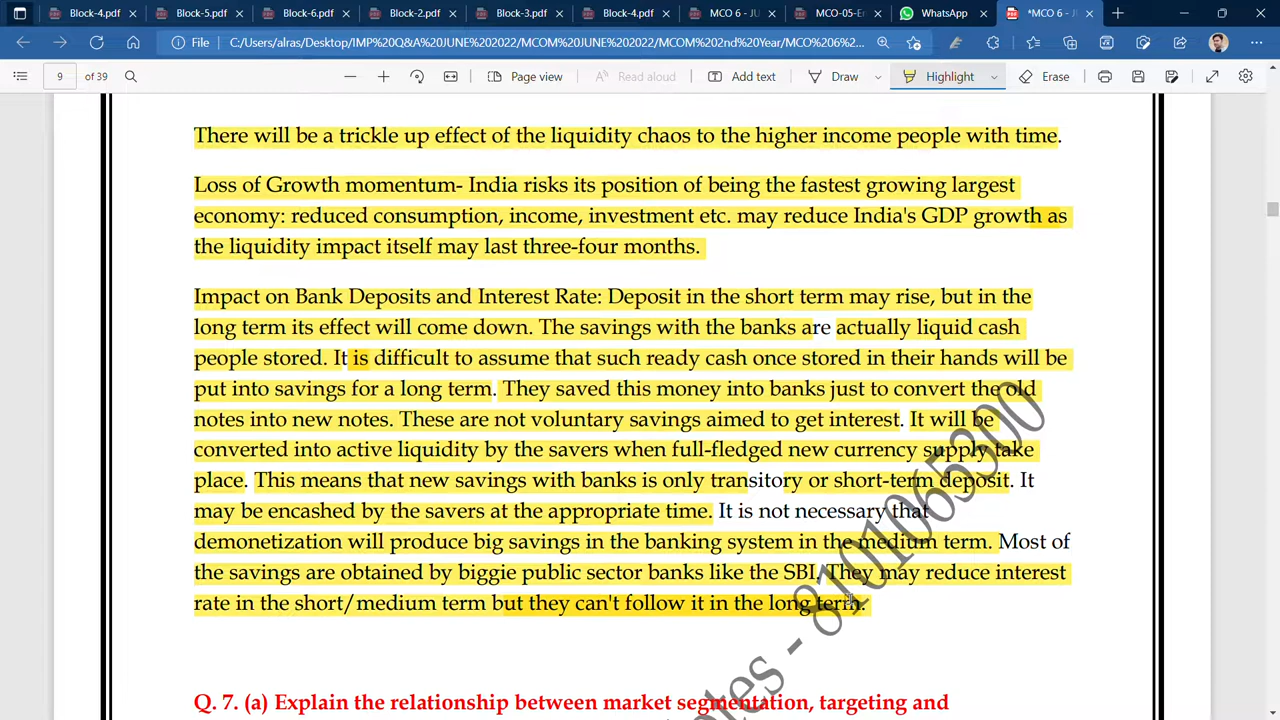 Block-4.pdf
Block-5.pdf
Block-6.pdf
Block-2.pdf
Block-3.pdf
Block-4.pdf
MCO 6 - JU
MCO-05-E
WhatsApp
*MCO 6 - JU
File
C:/Users/alras/Desktop/IMP%20Q&A%20JUNE%202022/MCOM%20JUNE%202022/MCOM%202nd%20Year/MCO%206%...
9 of 39
Page view
Read aloud
Add text
Draw
Highlight
Erase
There will be a trickle up effect of the liquidity chaos to the higher income people with time.
Loss of Growth momentum- India risks its position of being the fastest growing largest
economy: reduced consumption, income, investment etc. may reduce India's GDP growth as
the liquidity impact itself may last three-four months.
Impact on Bank Deposits and Interest Rate: Deposit in the short term may rise, but in the
long term its effect will come down. The savings with the banks are actually liquid cash
people stored. It is difficult to assume that such ready cash once stored in their hands will be
put into savings for a long term. They saved this money into banks just to convert the old
notes into new notes. These are not voluntary savings aimed to get interest. It will be
converted into active liquidity by the savers when full-fledged new currency supply take
place. This means that new savings with banks is only transitory or short-term deposit. It
may be encashed by the savers at the appropriate time. It is not necessary that
demonetization will produce big savings in the banking system in the medium term. Most of
the savings are obtained by biggie public sector banks like the SBI. They may reduce interest
rate in the short/medium term but they can't follow it in the long term.
otes - 8101065300
Q. 7. (a) Explain the relationship between market segmentation, targeting and